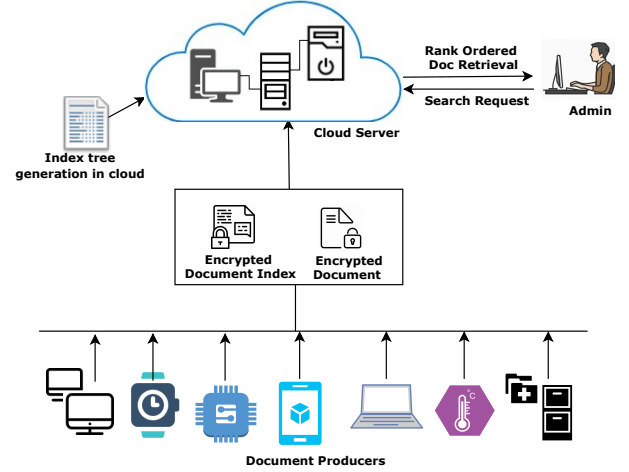 Rank Ordered
Doc Retrieval
Search Request
Admin
Cloud Server
Index tree
generation in cloud
Encrypted
Document Index
Encrypted
Document
°C
Document Producers